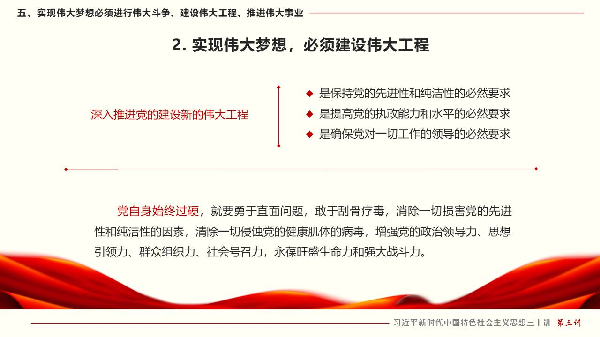 五、实现伟大梦想必须进行伟大斗争、建设伟大工程、推进伟大事业
2. 实现伟大梦想，必须建设伟大工程
深入推进党的建设新的伟大工程
◆ 是保持党的先进性和纯洁性的必然要求
◆ 是提高党的执政能力和水平的必然要求
◆ 是确保党对一切工作的领导的必然要求
党自身始终过硬，就要勇于直面问题，敢于刮骨疗毒，消除一切损害党的先进
性和纯洁性的因素，清除一切侵蚀党的健康肌体的病毒，增强党的政治领导力、思想
引领力、群众组织力、社会号召力，永葆旺盛生命力和强大战斗力。
习近平新时代中国特色社会主义思想三十讲 第三讲